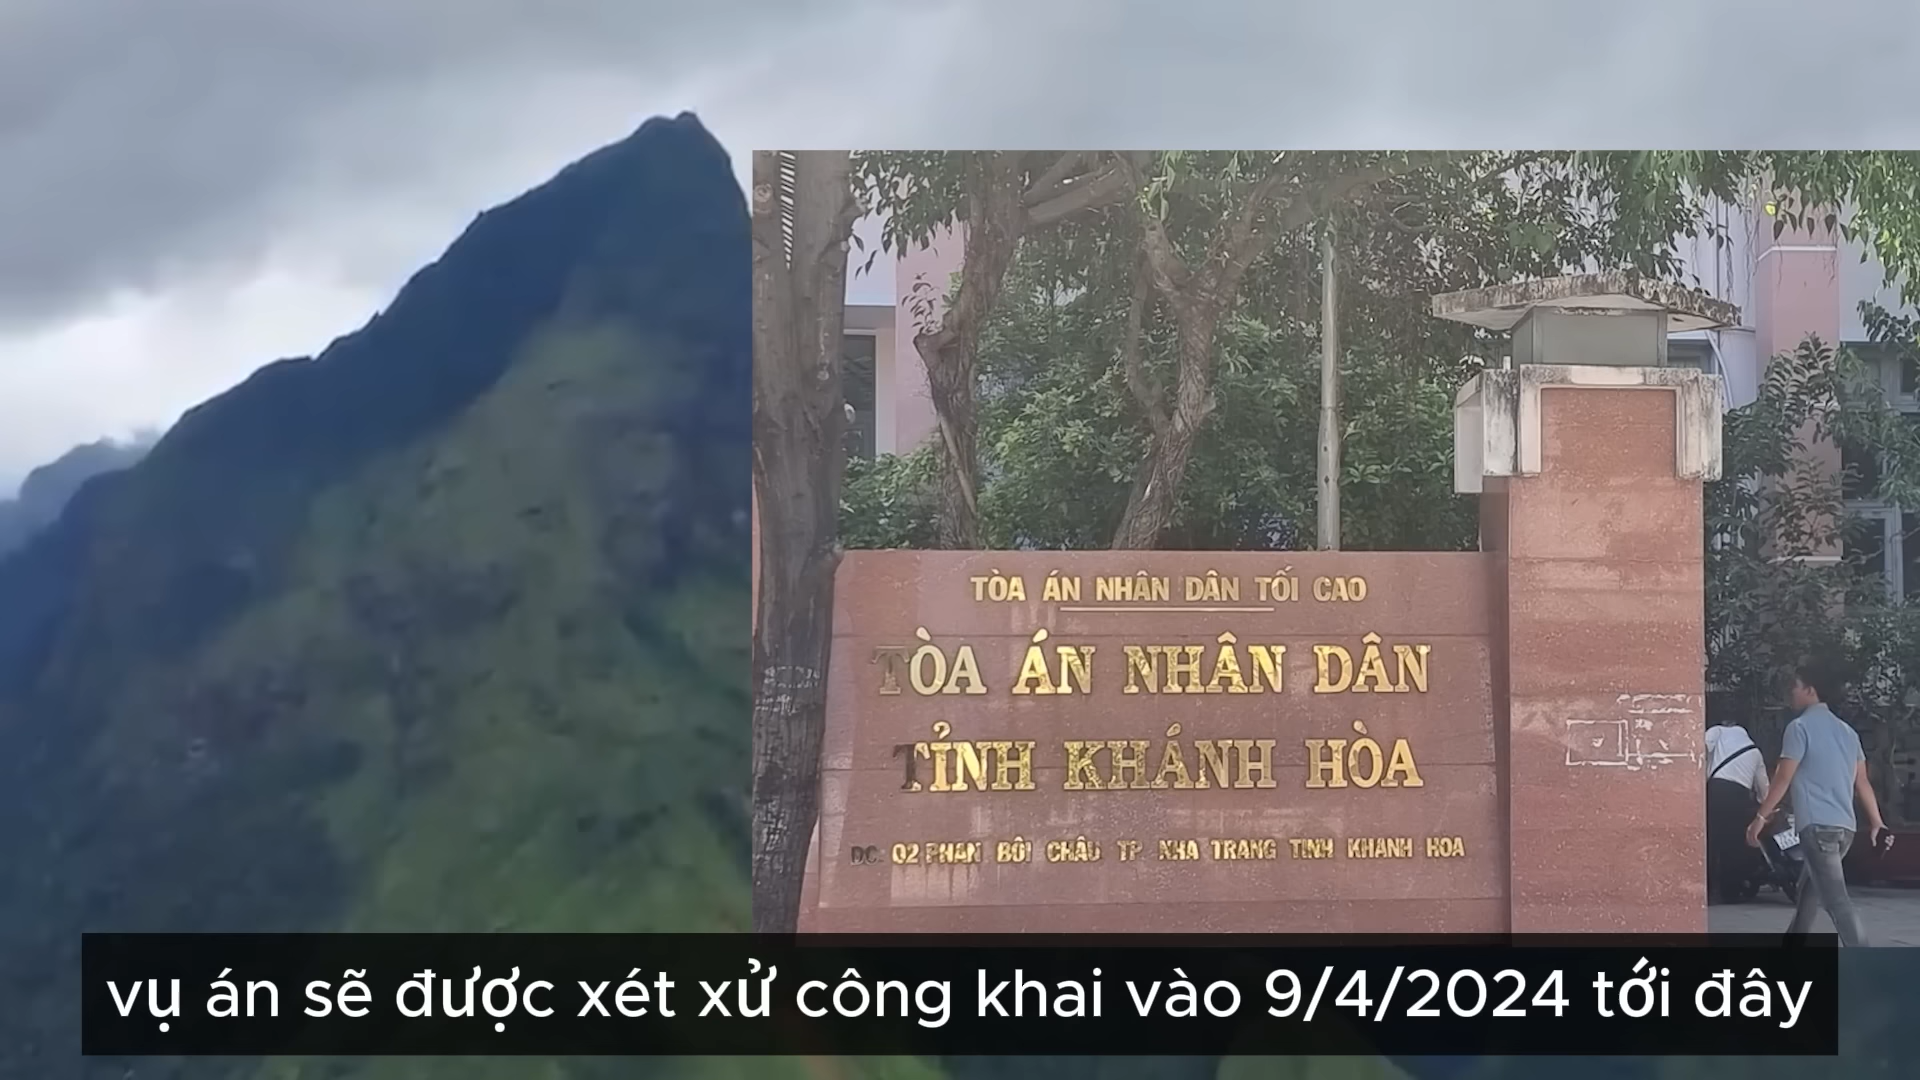 TÒA ÁN NHÂN DÂN TỐI CAO
TÒA ÁN NHÂN DÂN
TỈNH KHÁNH HÒA
ĐC: 02 PHAN BỘI CHÂU TP NHA TRANG TỈNH KHÁNH HÒA
vụ án sẽ được xét xử công khai vào 9/4/2024 tới đây